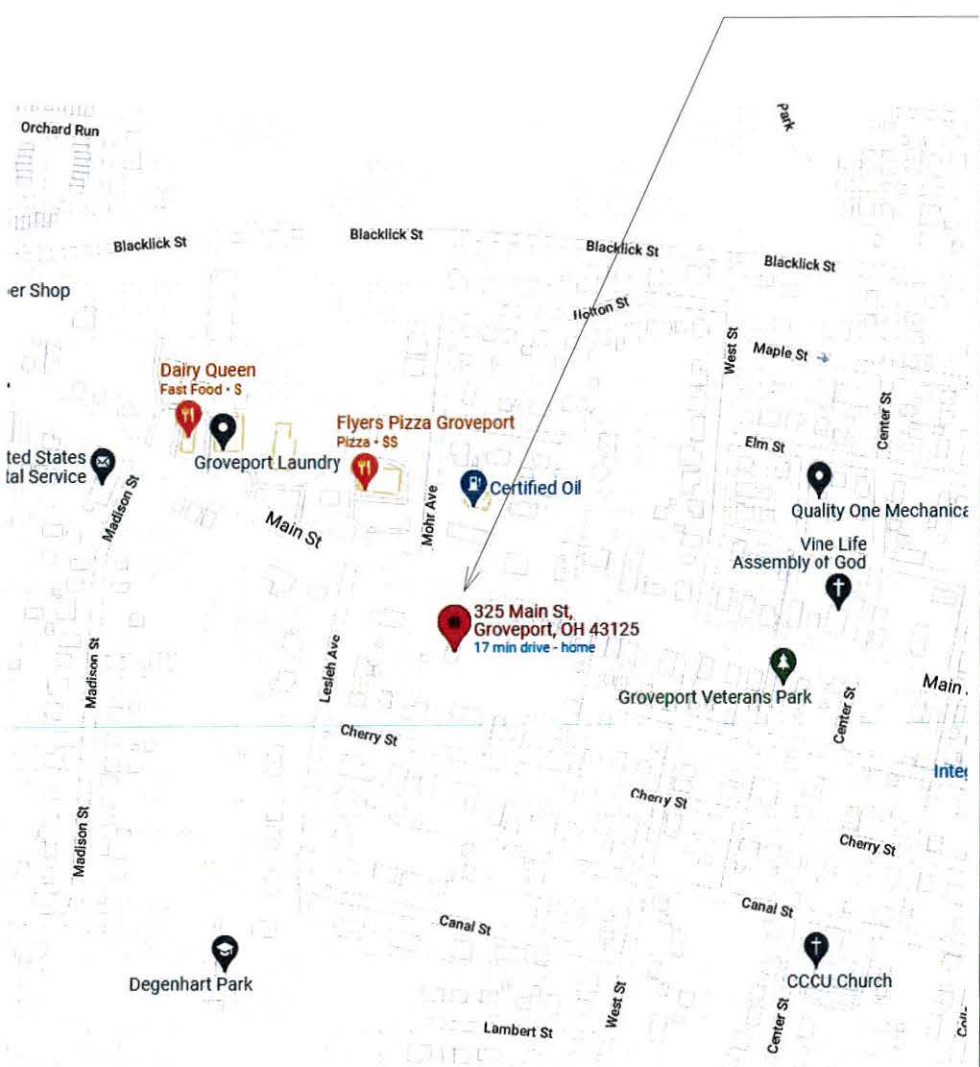 Park
Orchard Run
Blacklick St
Blacklick St
Blacklick St
Blacklick St
er Shop
Holton St
West St
Maple St
Dairy Queen
Fast Food • $
Center St
Flyers Pizza Groveport
Pizza • $$
Elm St
ted States
tal Service
Groveport Laundry
Certified Oil
Madison St
Main St
Mohr Ave
Quality One Mechanica
Vine Life
Assembly of God
325 Main St,
Groveport, OH 43125
17 min drive - home
Madison St
Lesleh Ave
Groveport Veterans Park
Main
Center St
Cherry St
Integ
Cherry St
Madison St
Cherry St
Canal St
Canal St
Degenhart Park
CCCU Church
West St
Center St
Lambert St